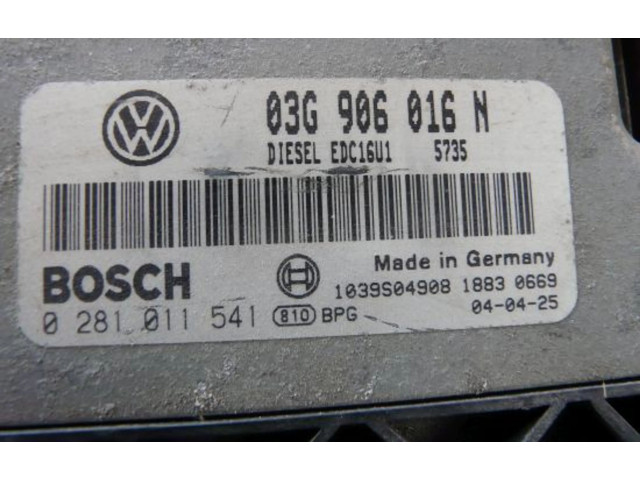 VW 03G 906 016 N
DIESEL EDC16U1 5735
BOSCH Made in Germany
1039S04908 1883 0669
0 281 011 541 810 BPG 04-04-25